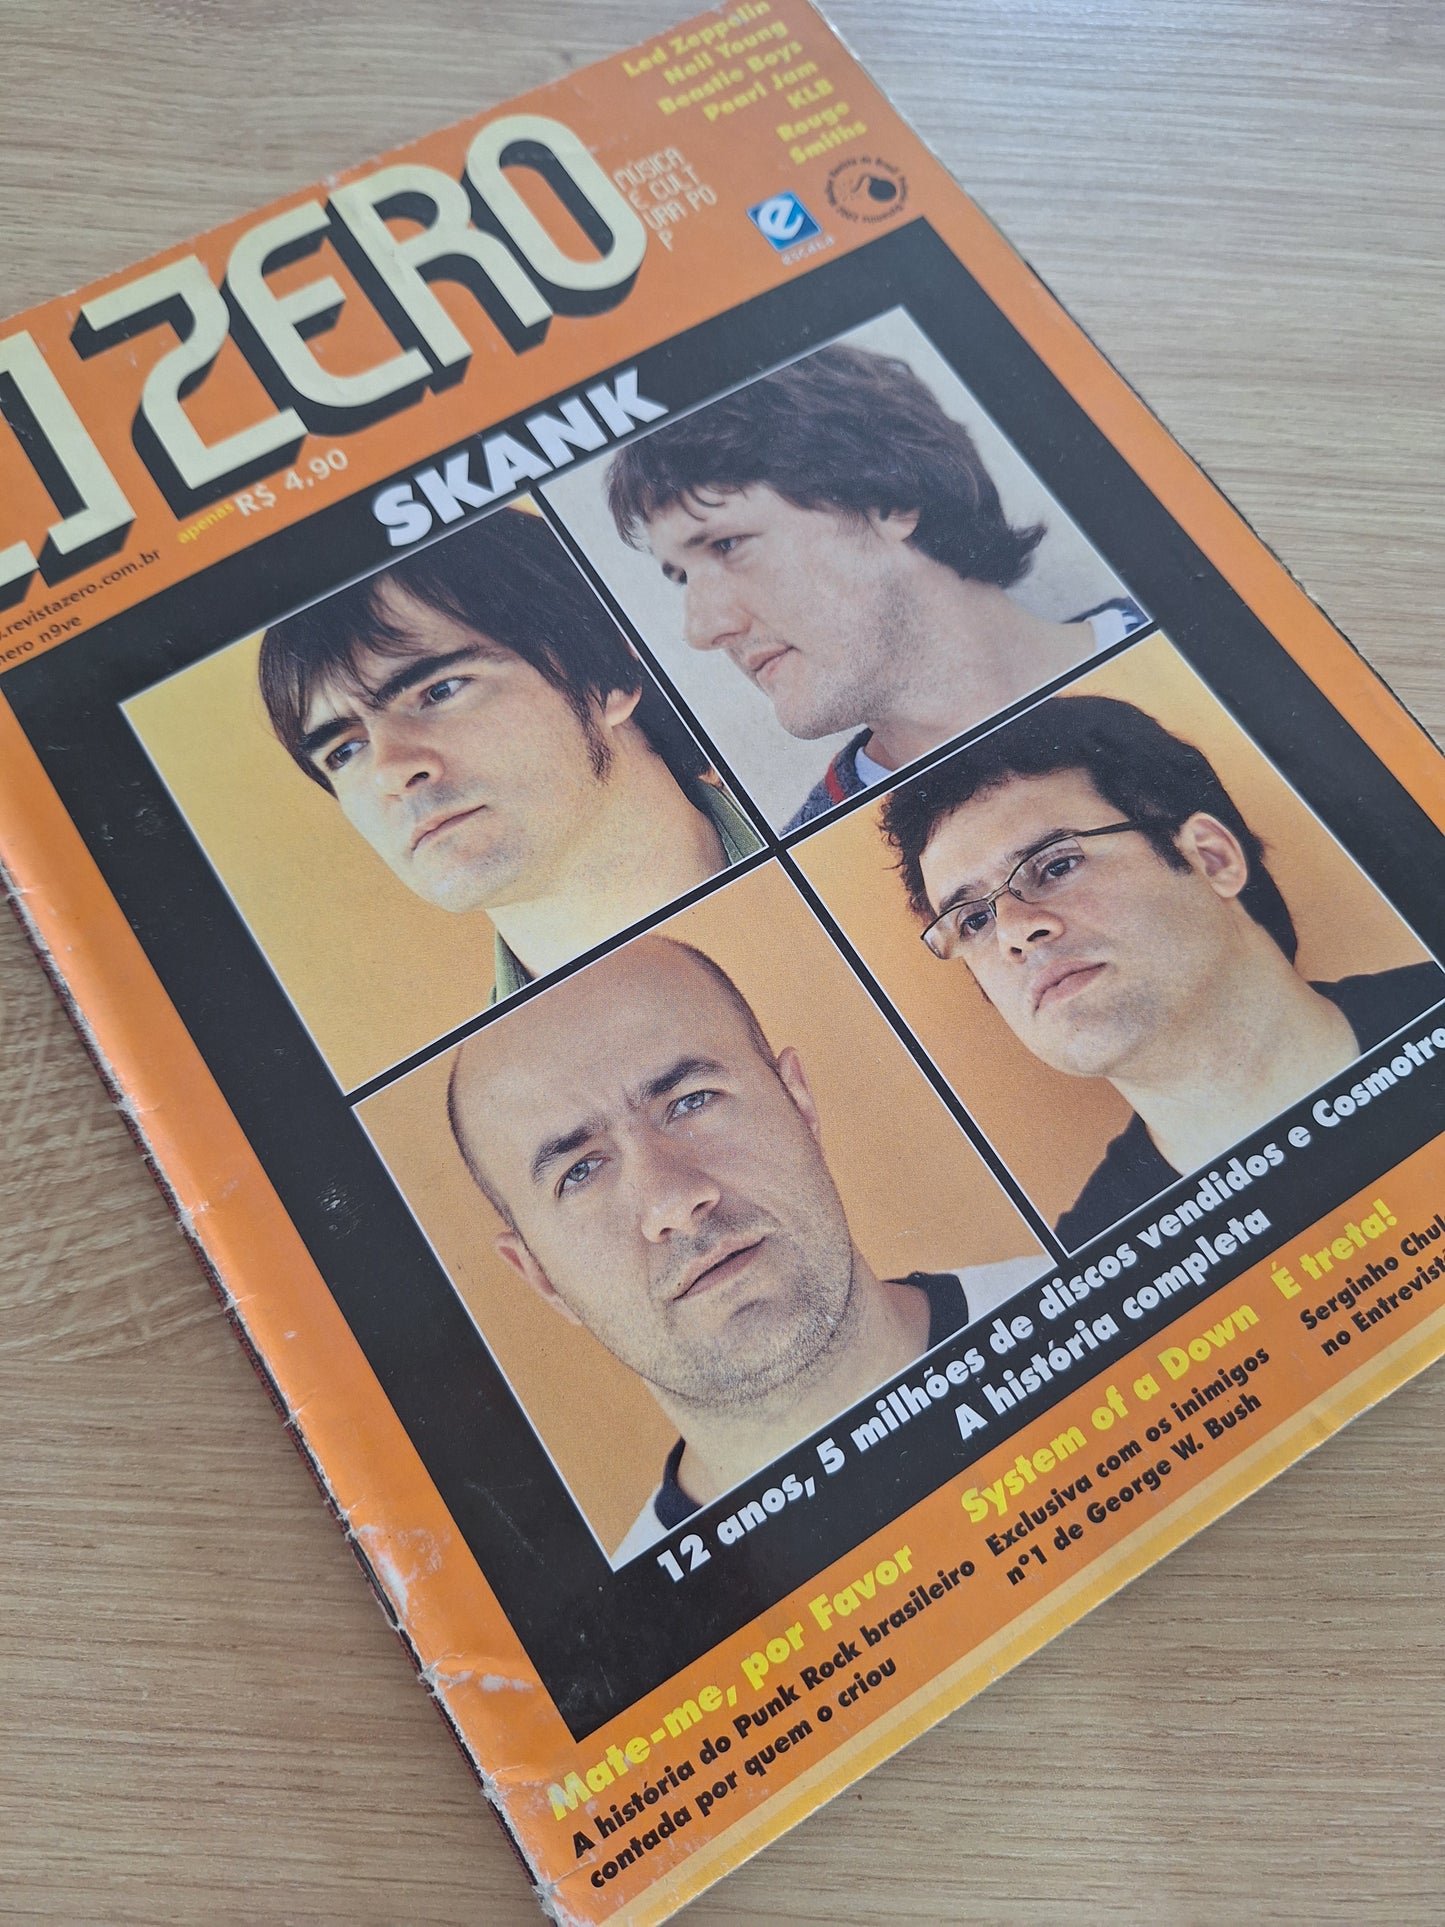 Led Zeppelin
Neil Young
Beastie Boys
Pearl Jam
KLB
Rouge
Smiths
ZERO
MÚSICA
E CULT
URA PO
P
e
escala
apenas R$ 4,90
.revistazero.com.br
n9ve
SKANK
12 anos, 5 milhões de discos vendidos e Cosmotro
A história completa
Mate-me, por Favor
A história do Punk Rock brasileiro
contada por quem o criou
System of a Down
Exclusiva com os inimigos
nº1 de George W. Bush
É treta!
Serginho Chul
no Entrevist